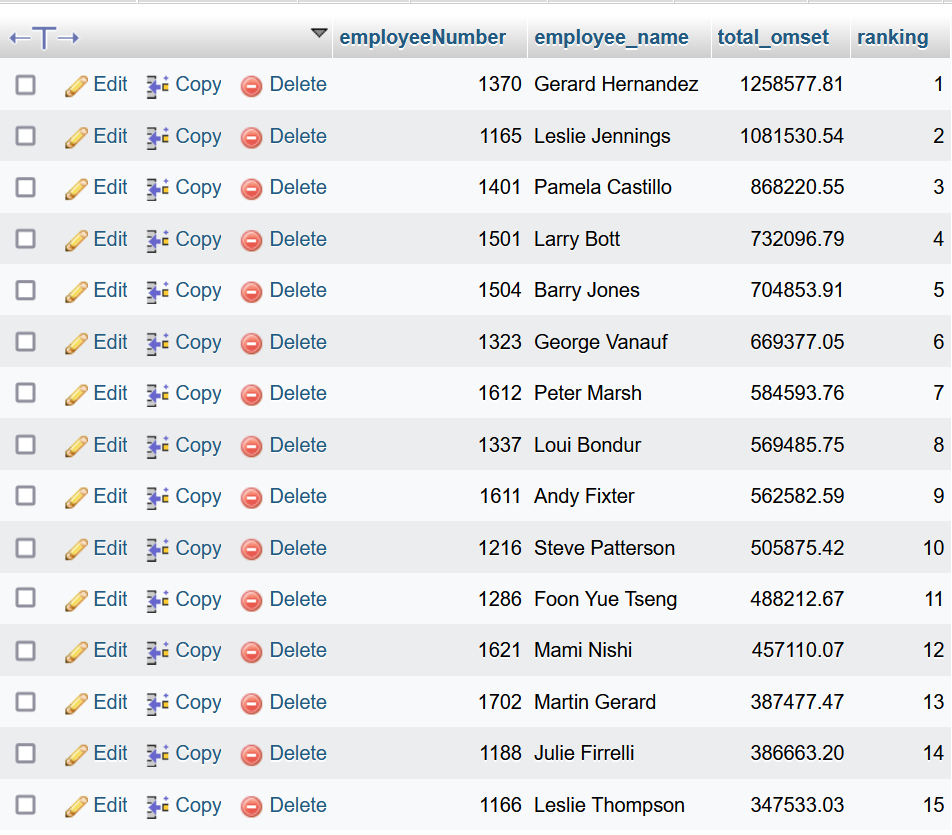 employeeNumber employee_name total_omset ranking
Edit Copy Delete 1370 Gerard Hernandez 1258577.81 1
Edit Copy Delete 1165 Leslie Jennings 1081530.54 2
Edit Copy Delete 1401 Pamela Castillo 868220.55 3
Edit Copy Delete 1501 Larry Bott 732096.79 4
Edit Copy Delete 1504 Barry Jones 704853.91 5
Edit Copy Delete 1323 George Vanauf 669377.05 6
Edit Copy Delete 1612 Peter Marsh 584593.76 7
Edit Copy Delete 1337 Loui Bondur 569485.75 8
Edit Copy Delete 1611 Andy Fixter 562582.59 9
Edit Copy Delete 1216 Steve Patterson 505875.42 10
Edit Copy Delete 1286 Foon Yue Tseng 488212.67 11
Edit Copy Delete 1621 Mami Nishi 457110.07 12
Edit Copy Delete 1702 Martin Gerard 387477.47 13
Edit Copy Delete 1188 Julie Firrelli 386663.20 14
Edit Copy Delete 1166 Leslie Thompson 347533.03 15